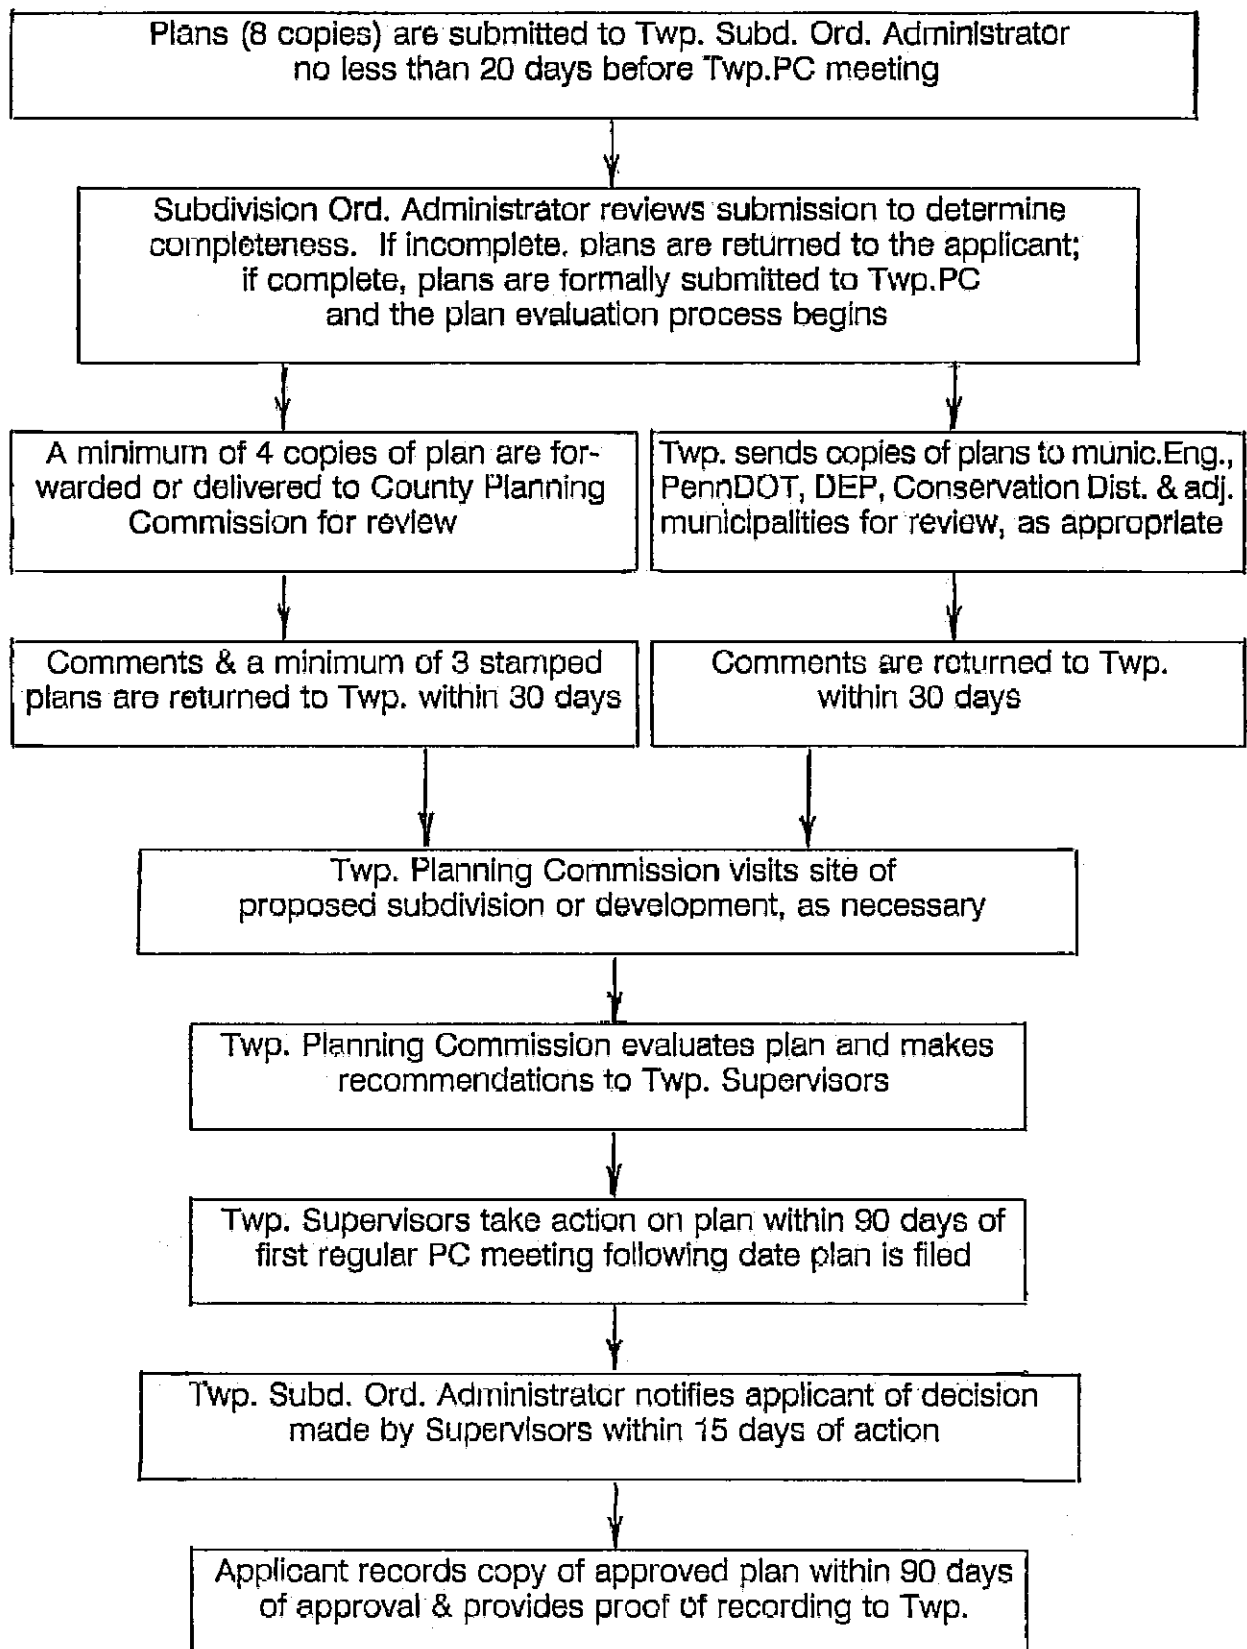 Plans (8 copies) are submitted to Twp. Subd. Ord. Administrator
no less than 20 days before Twp.PC meeting
Subdivision Ord. Administrator reviews submission to determine
completeness. If incomplete, plans are returned to the applicant;
if complete, plans are formally submitted to Twp.PC
and the plan evaluation process begins
A minimum of 4 copies of plan are for-
warded or delivered to County Planning
Commission for review
Twp. sends copies of plans to munic.Eng.,
PennDOT, DEP, Conservation Dist. & adj.
municipalities for review, as appropriate
Comments & a minimum of 3 stamped
plans are returned to Twp. within 30 days
Comments are returned to Twp.
within 30 days
Twp. Planning Commission visits site of
proposed subdivision or development, as necessary
Twp. Planning Commission evaluates plan and makes
recommendations to Twp. Supervisors
Twp. Supervisors take action on plan within 90 days of
first regular PC meeting following date plan is filed
Twp. Subd. Ord. Administrator notifies applicant of decision
made by Supervisors within 15 days of action
Applicant records copy of approved plan within 90 days
of approval & provides proof of recording to Twp.